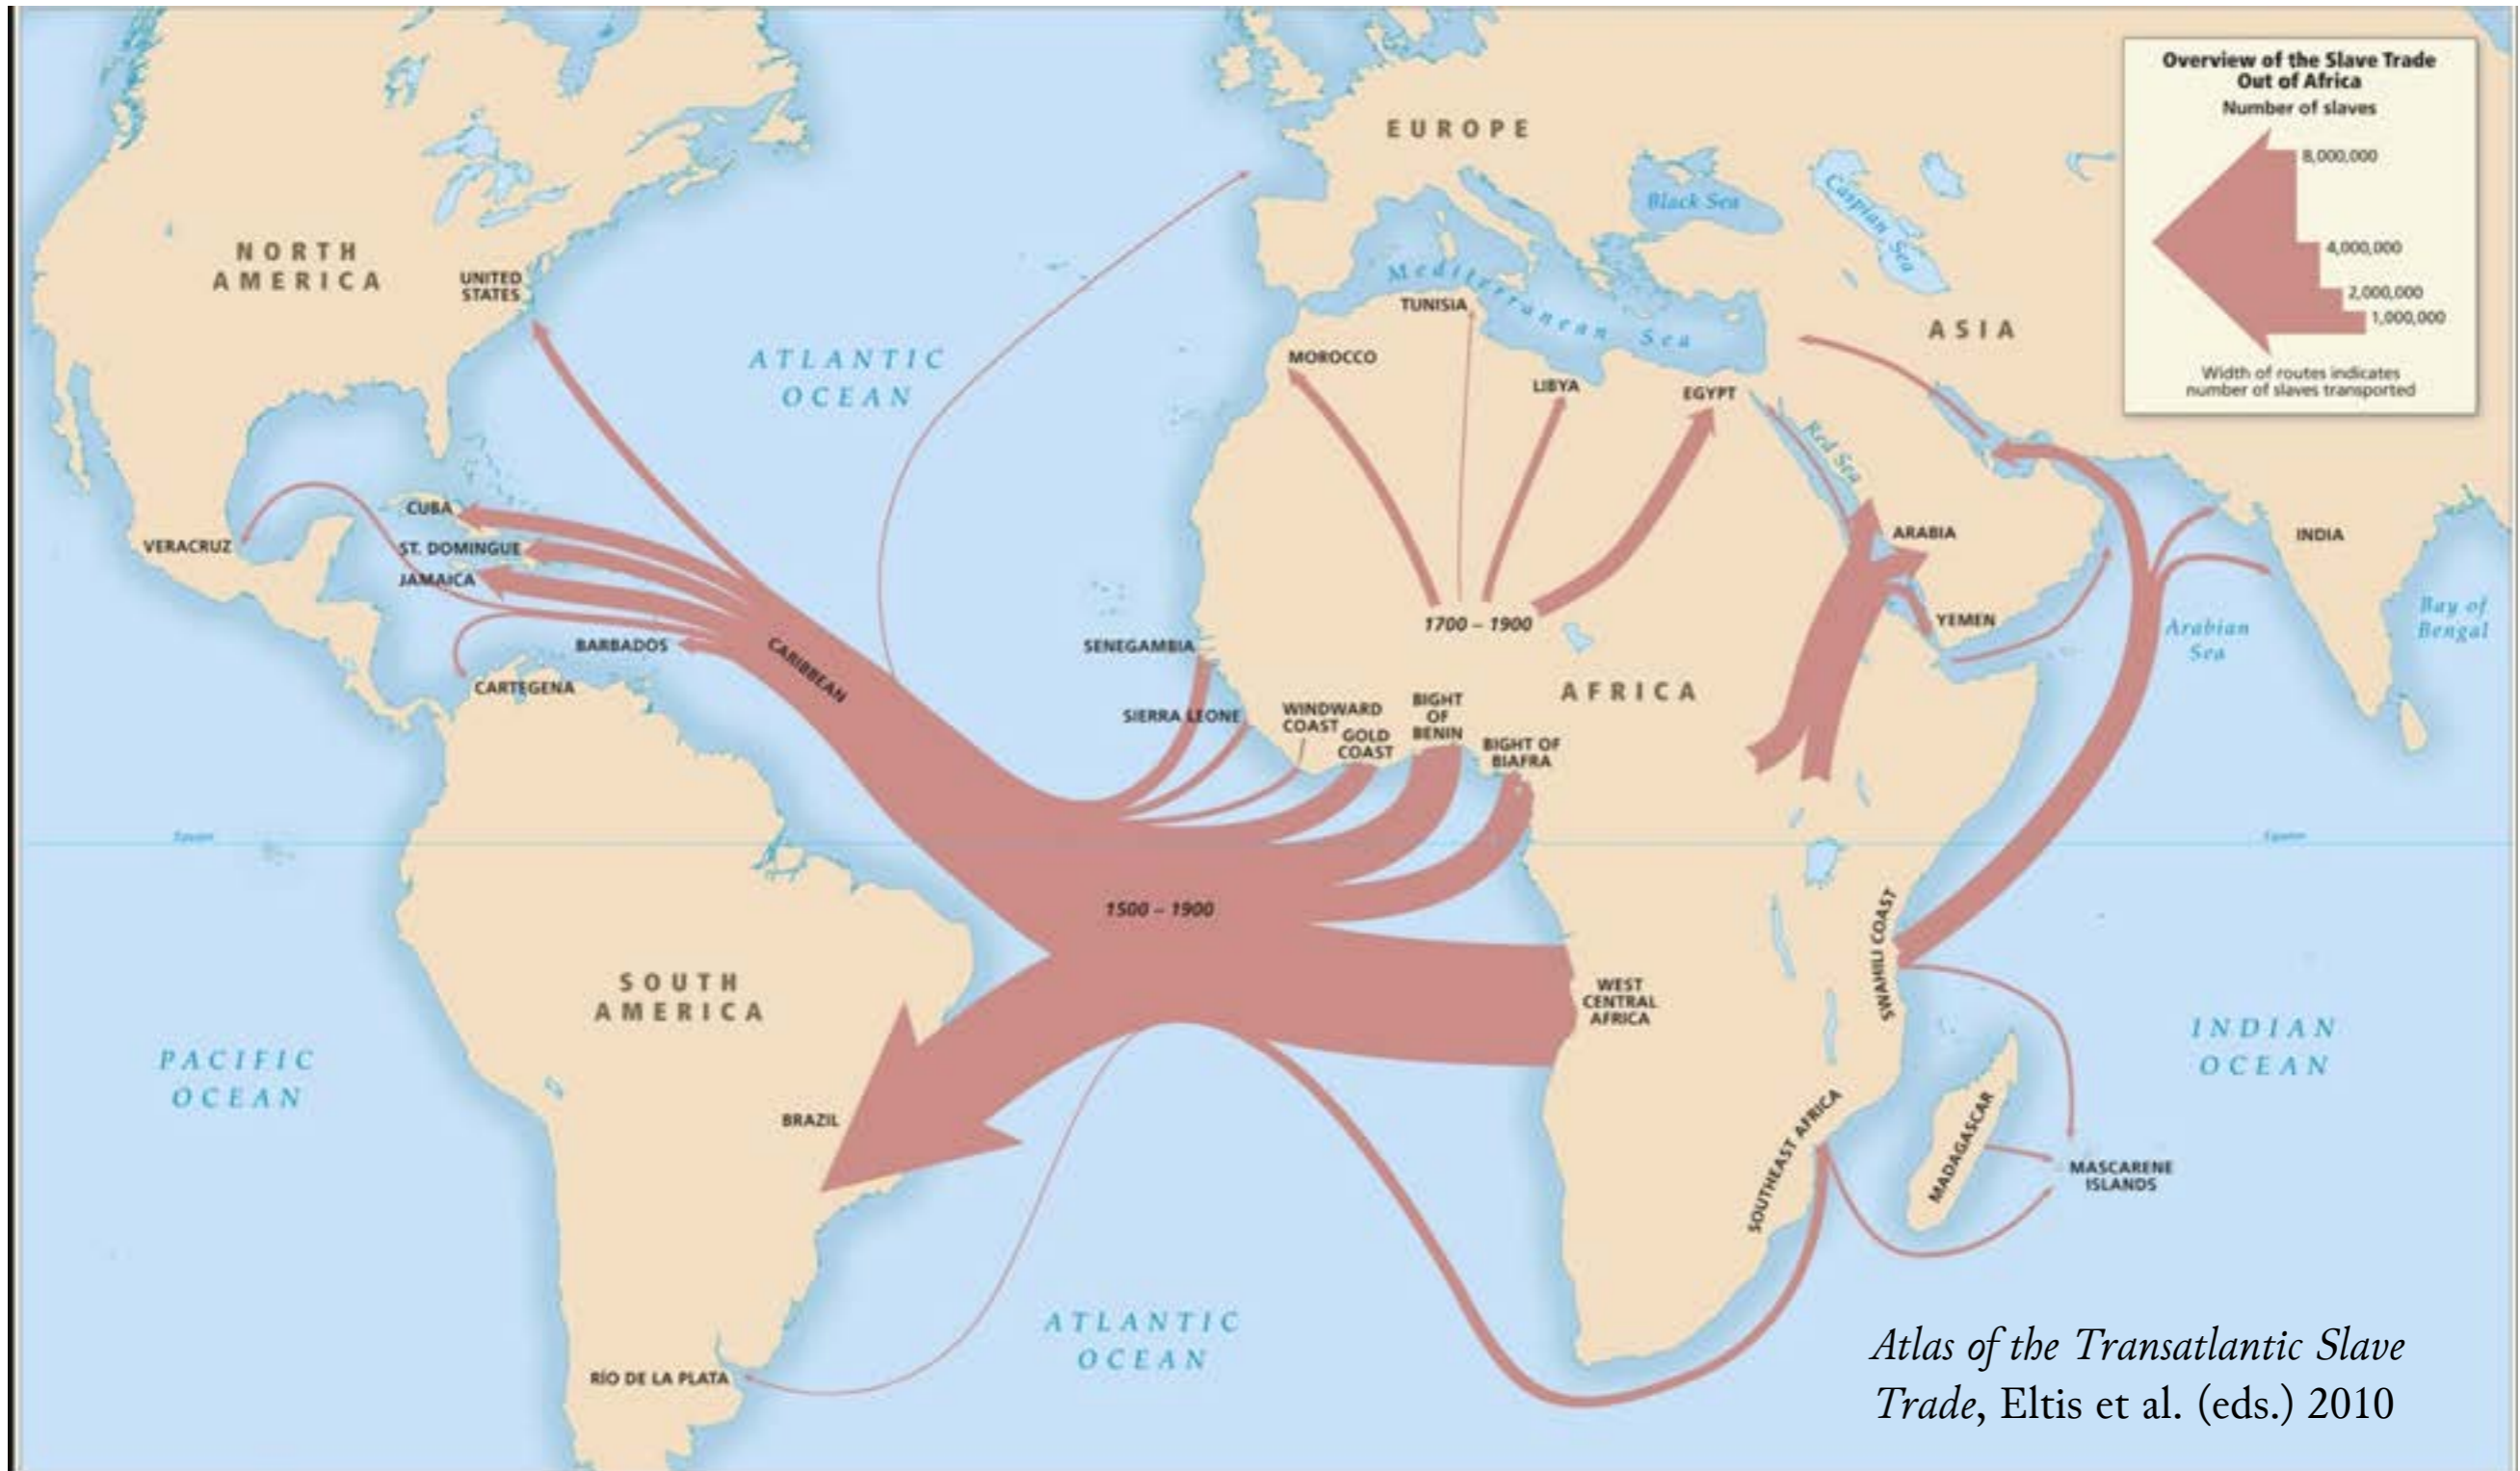 Overview of the Slave Trade
Out of Africa
Number of slaves
8,000,000
4,000,000
2,000,000
1,000,000
Width of routes indicates
number of slaves transported
EUROPE
Black Sea
Caspian Sea
NORTH
AMERICA
UNITED
STATES
Mediterranean Sea
TUNISIA
ASIA
ATLANTIC
OCEAN
MOROCCO
LIBYA
EGYPT
Red Sea
CUBA
VERACRUZ
ST. DOMINGUE
JAMAICA
ARABIA
INDIA
1700 – 1900
YEMEN
Arabian
Sea
Bay of
Bengal
BARBADOS
CARIBBEAN
SENEGAMBIA
CARTEGENA
SIERRA LEONE
WINDWARD
COAST
GOLD
COAST
BIGHT
OF
BENIN
BIGHT OF
BIAFRA
AFRICA
Equator
Equator
1500 – 1900
SWAHILI COAST
SOUTH
AMERICA
WEST
CENTRAL
AFRICA
PACIFIC
OCEAN
INDIAN
OCEAN
BRAZIL
SOUTHEAST AFRICA
MADAGASCAR
MASCARENE
ISLANDS
ATLANTIC
OCEAN
RÍO DE LA PLATA
Atlas of the Transatlantic Slave
Trade, Eltis et al. (eds.) 2010